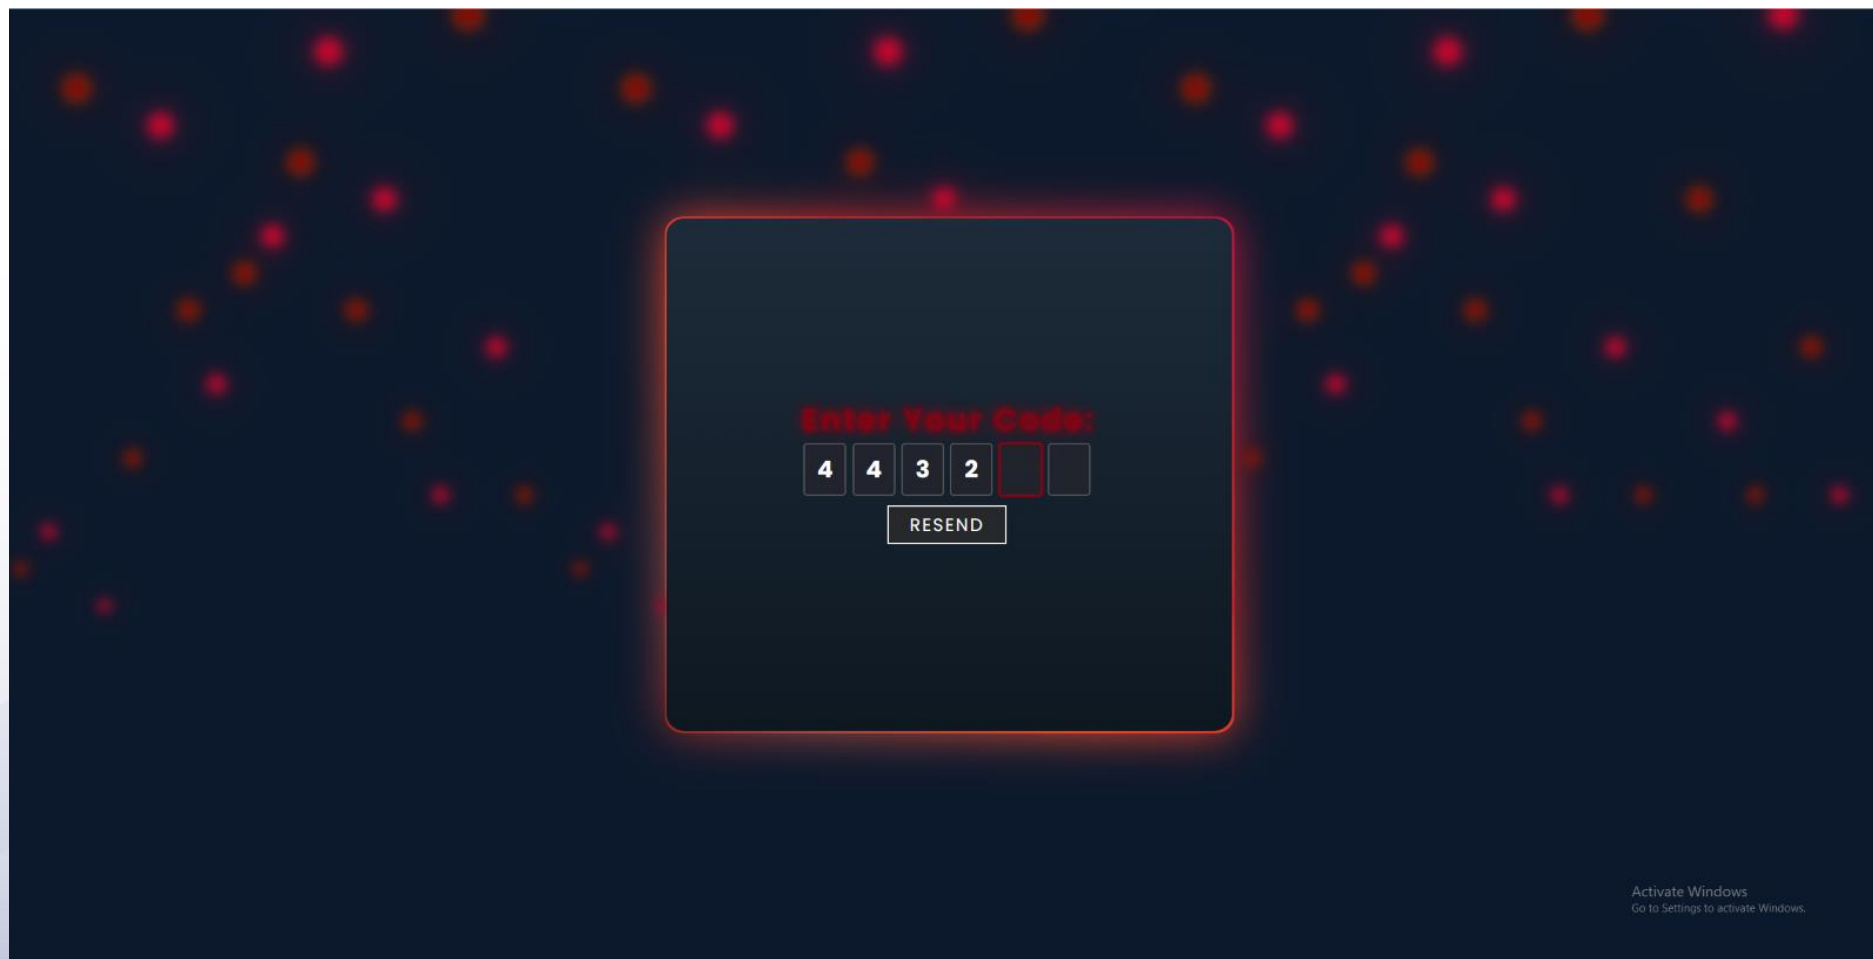 Enter Your Code:
4 4 3 2
RESEND
Activate Windows
Go to Settings to activate Windows.